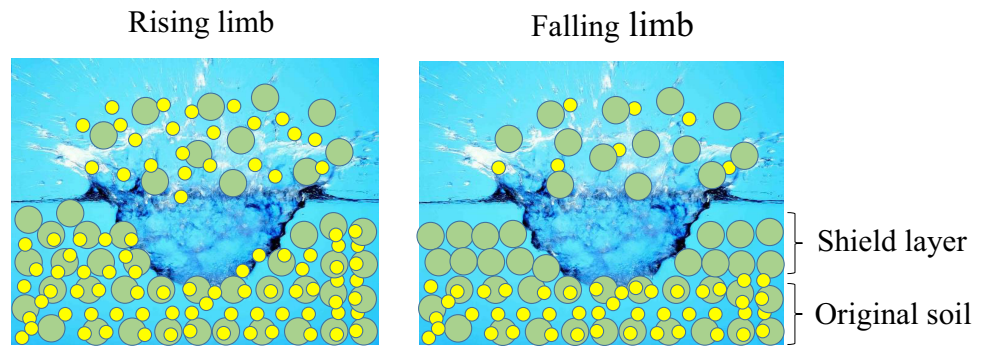 Rising limb
Falling limb
Shield layer
Original soil